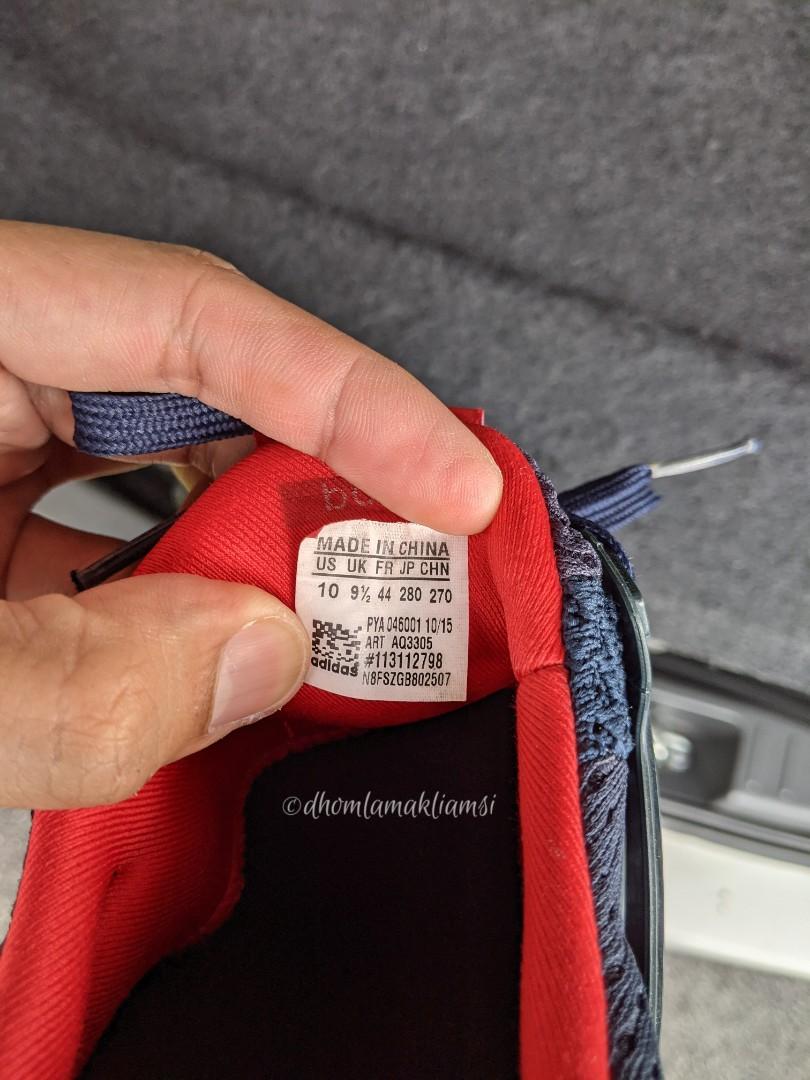 MADE IN CHINA
US UK FR JP CHN
10 9½ 44 280 270
PYA 046001 10/15
ART AQ3305
#113112798
adidas
N8FSZGB802507
©dhomlamakliamsi